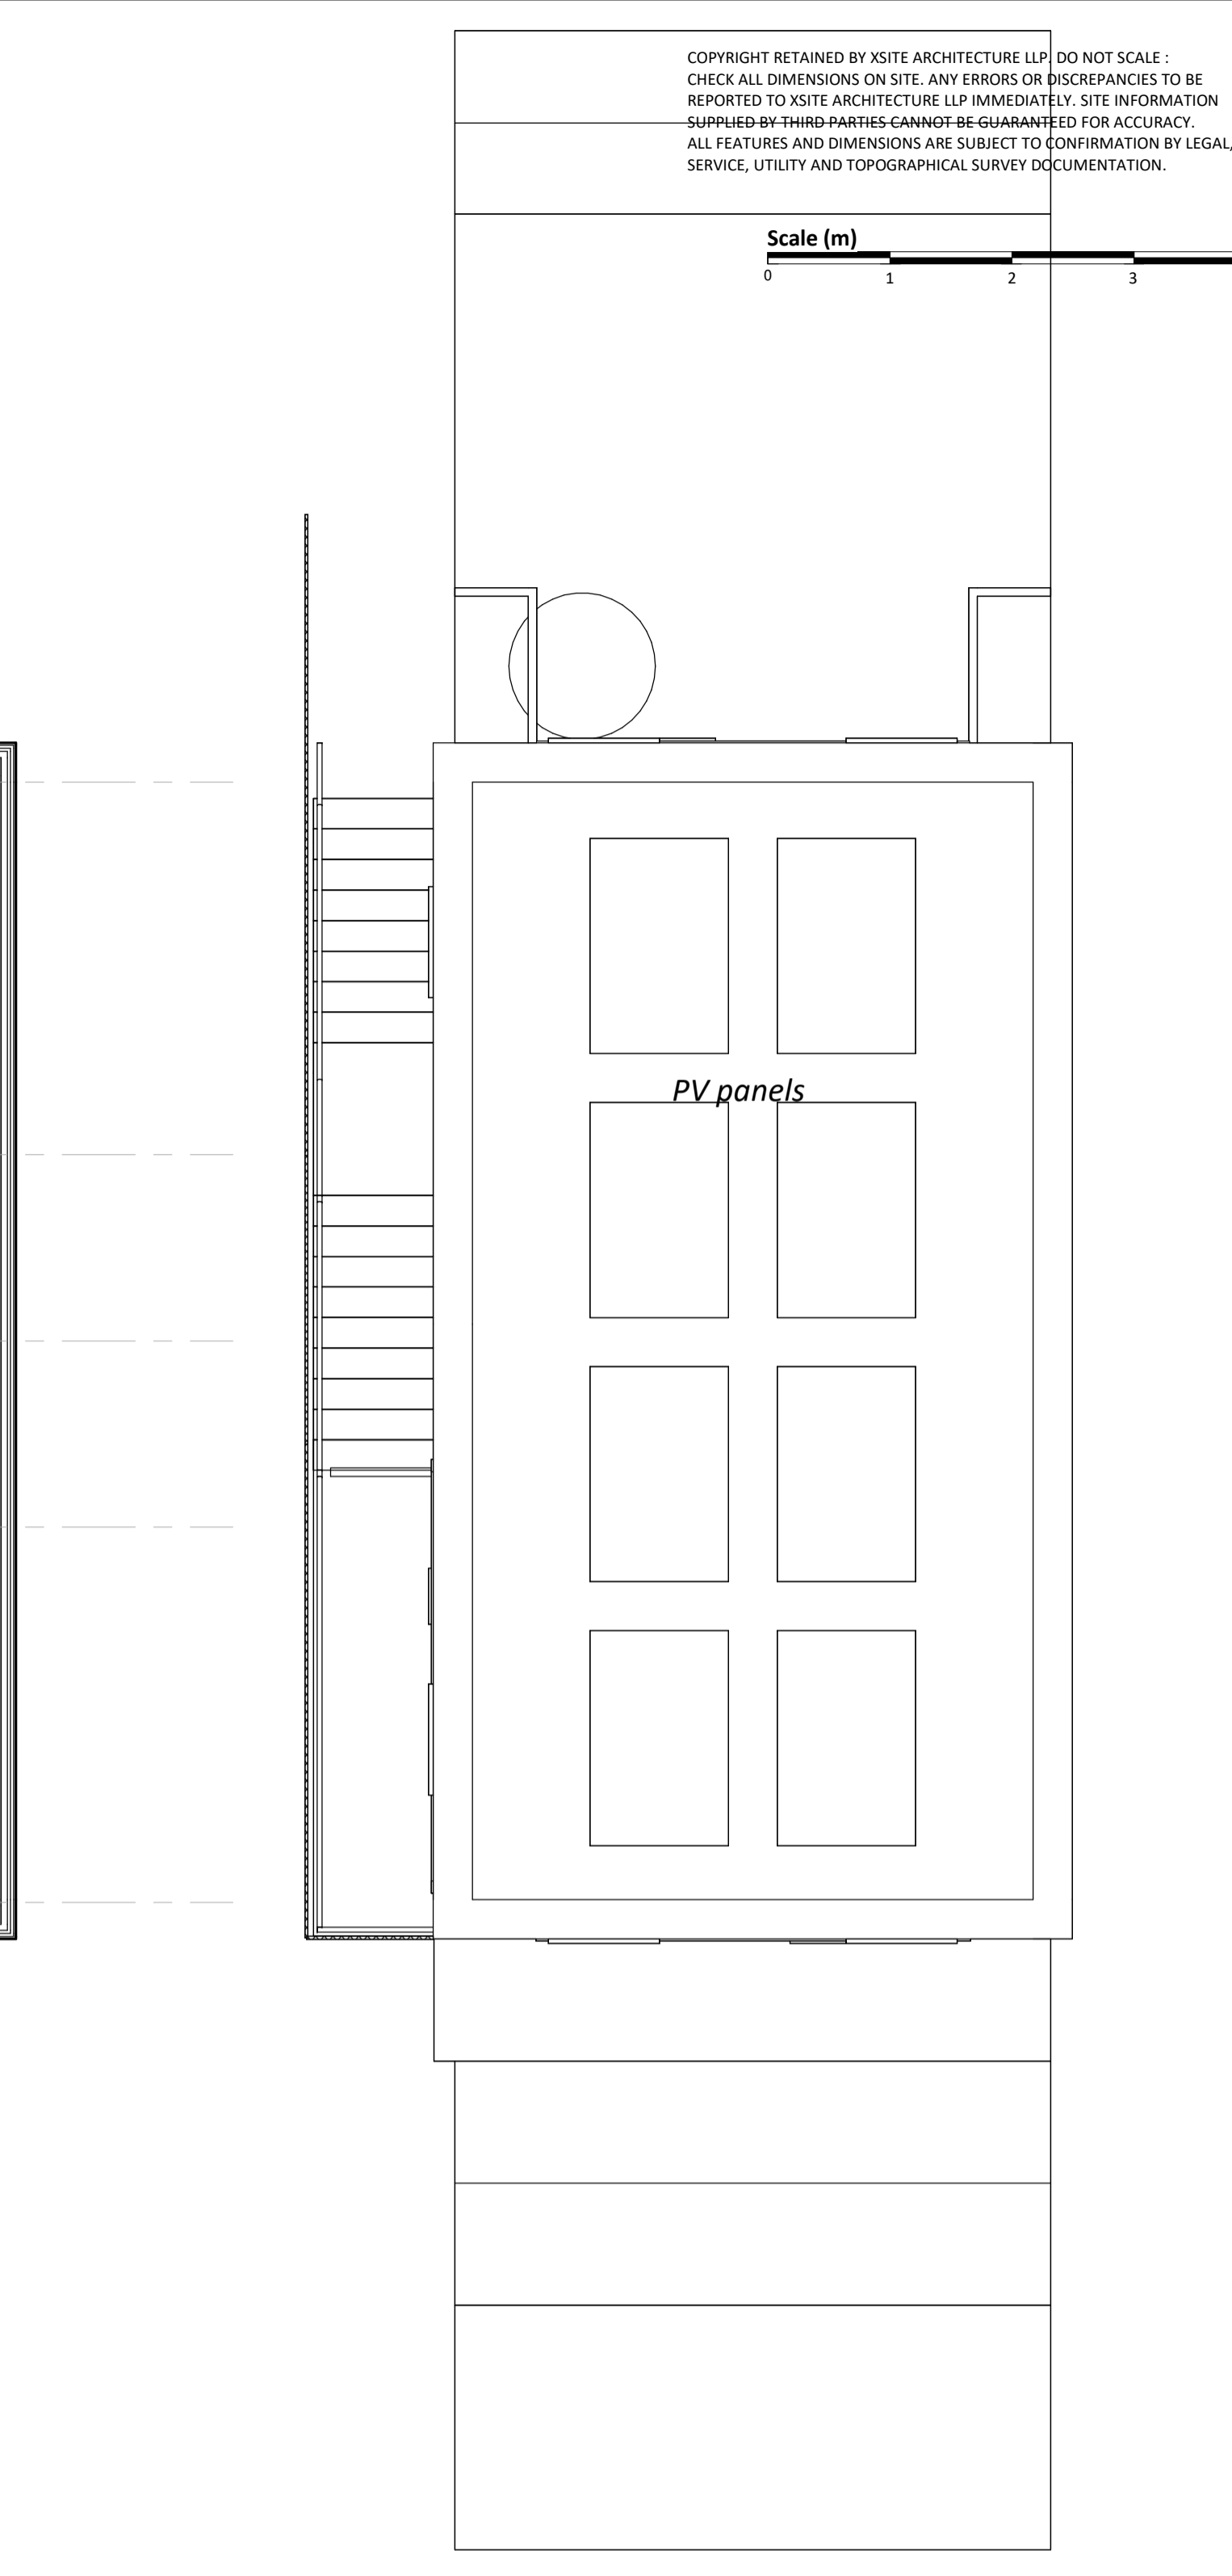 COPYRIGHT RETAINED BY XSITE ARCHITECTURE LLP. DO NOT SCALE :
CHECK ALL DIMENSIONS ON SITE. ANY ERRORS OR DISCREPANCIES TO BE
REPORTED TO XSITE ARCHITECTURE LLP IMMEDIATELY. SITE INFORMATION
SUPPLIED BY THIRD PARTIES CANNOT BE GUARANTEED FOR ACCURACY.
ALL FEATURES AND DIMENSIONS ARE SUBJECT TO CONFIRMATION BY LEGAL,
SERVICE, UTILITY AND TOPOGRAPHICAL SURVEY DOCUMENTATION.
Scale (m)
0 1 2 3
PV panels